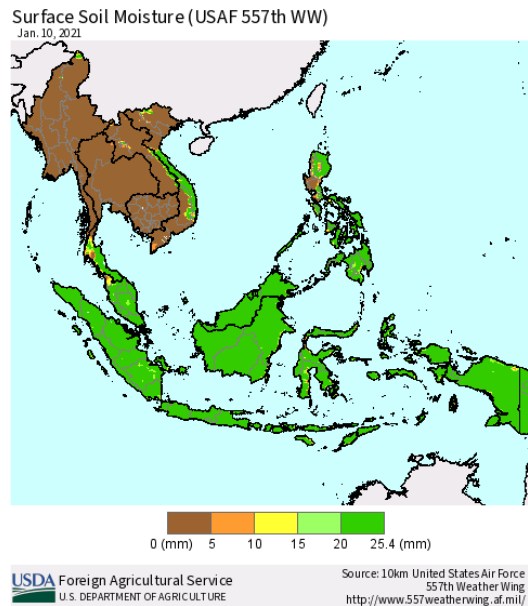 Surface Soil Moisture (USAF 557th WW)
Jan. 10, 2021
0 (mm) 5 10 15 20 25.4 (mm)
USDA Foreign Agricultural Service
U.S. DEPARTMENT OF AGRICULTURE
Source: 10km United States Air Force
557th Weather Wing
http://www.557weatherwing.af.mil/